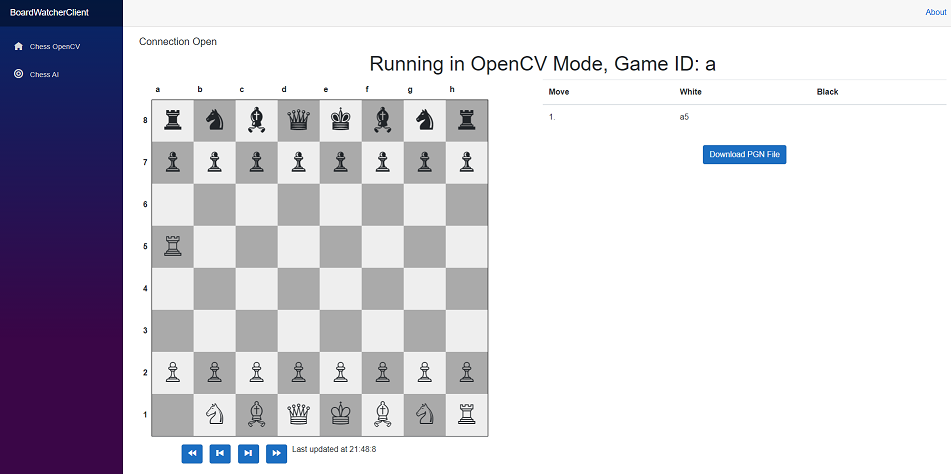 BoardWatcherClient
About
Chess OpenCV
Chess AI
Connection Open
Running in OpenCV Mode, Game ID: a
a b c d e f g h
8
7
6
5
4
3
2
1
Move White Black
1. a5
Download PGN File
Last updated at 21:48:8